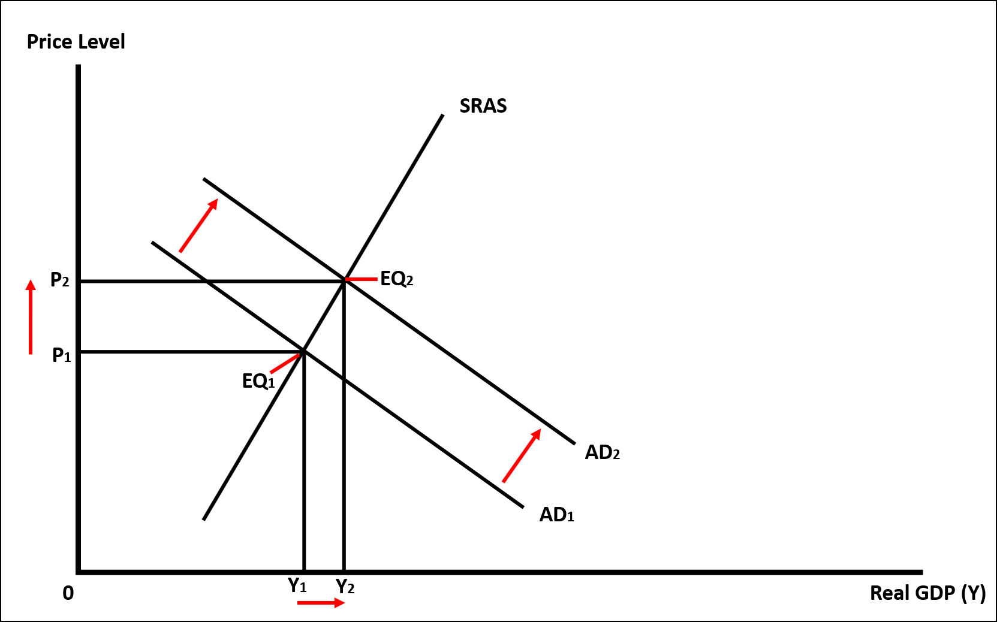 Price Level
SRAS
P2
EQ2
P1
EQ1
AD2
AD1
0
Y1
Y2
Real GDP (Y)